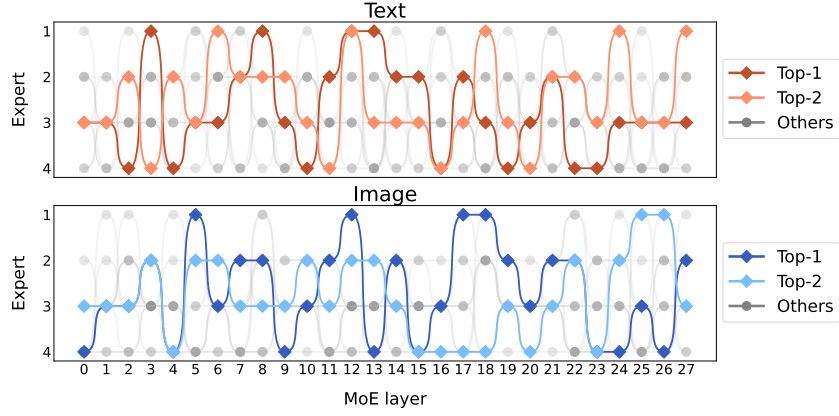 Text
1
2
3
4
Expert
Top-1
Top-2
Others
Image
1
2
3
4
Expert
Top-1
Top-2
Others
0 1 2 3 4 5 6 7 8 9 10 11 12 13 14 15 16 17 18 19 20 21 22 23 24 25 26 27
MoE layer